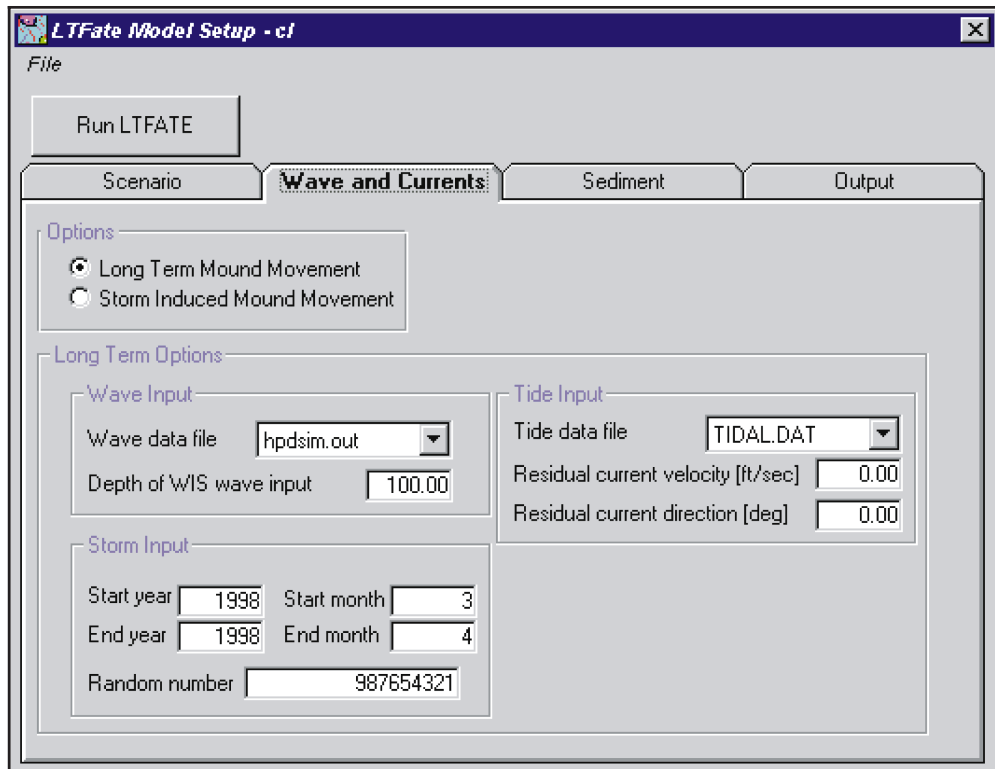 LTFate Model Setup - cl
File
Run LTFATE
Scenario
Wave and Currents
Sediment
Output
Options
Long Term Mound Movement
Storm Induced Mound Movement
Long Term Options
Wave Input
Wave data file hpdsim.out
Depth of WIS wave input 100.00
Tide Input
Tide data file TIDAL.DAT
Residual current velocity [ft/sec] 0.00
Residual current direction [deg] 0.00
Storm Input
Start year 1998 Start month 3
End year 1998 End month 4
Random number 987654321